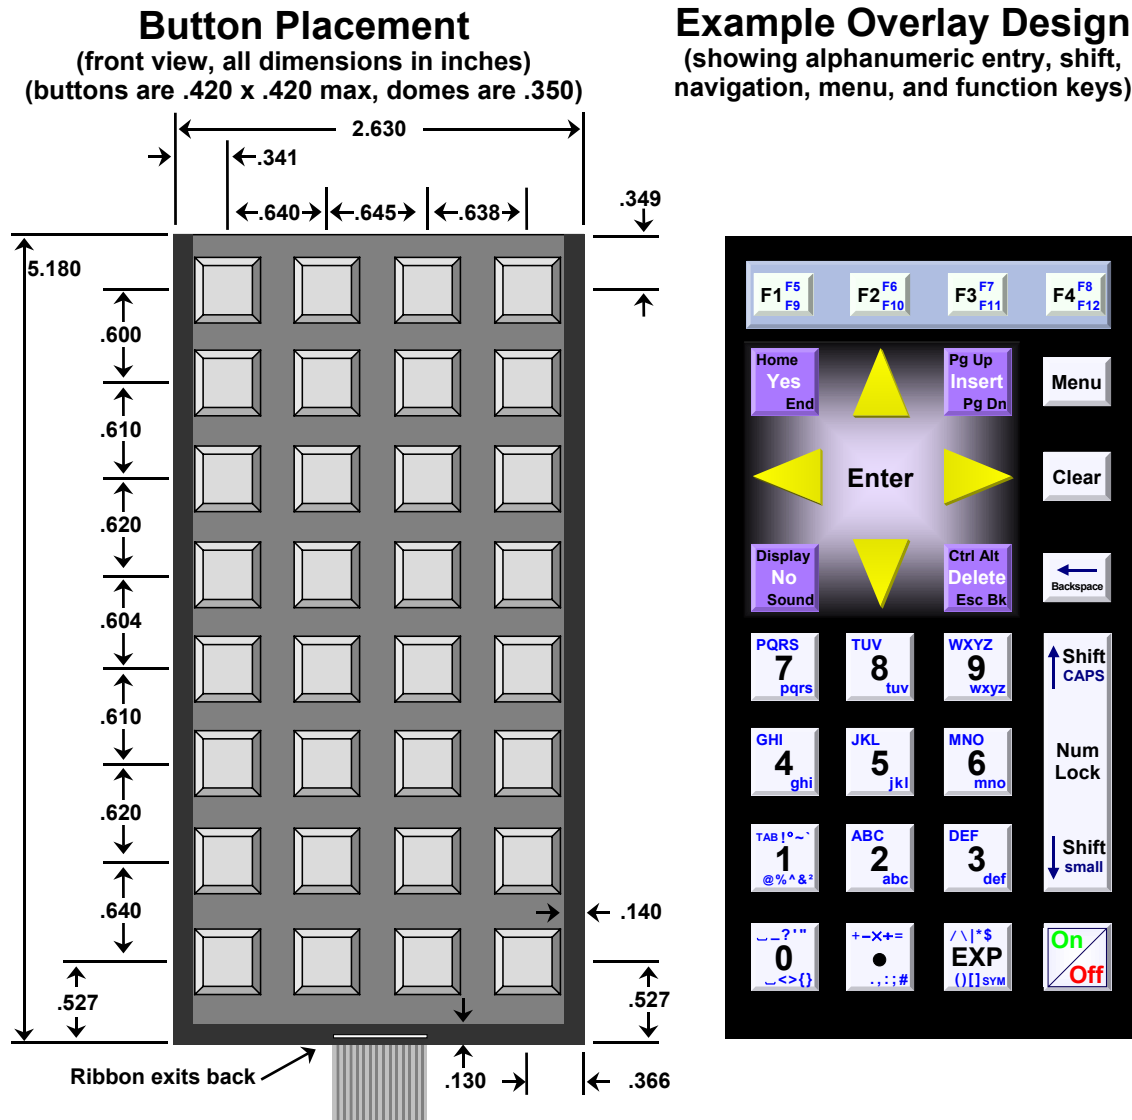 Button Placement
(front view, all dimensions in inches)
(buttons are .420 x .420 max, domes are .350)
2.630
.341
.640
.645
.638
.349
5.180
.600
.610
.620
.604
.610
.620
.640
.527
.140
.527
.130
.366
Ribbon exits back
Example Overlay Design
(showing alphanumeric entry, shift,
navigation, menu, and function keys)
F1 F5 F9
F2 F6 F10
F3 F7 F11
F4 F8 F12
Home
Yes
End
Pg Up
Insert
Pg Dn
Menu
Enter
Clear
Display
No
Sound
Ctrl Alt
Delete
Esc Bk
Backspace
PQRS
7
pqrs
TUV
8
tuv
WXYZ
9
wxyz
Shift
CAPS
GHI
4
ghi
JKL
5
jkl
MNO
6
mno
Num
Lock
TAB !º~`
1
@%^&²
ABC
2
abc
DEF
3
def
Shift
small
_?'"
0
<>{}
+-×÷=
.,:;#
/\|*$
EXP
()[]SYM
On
Off